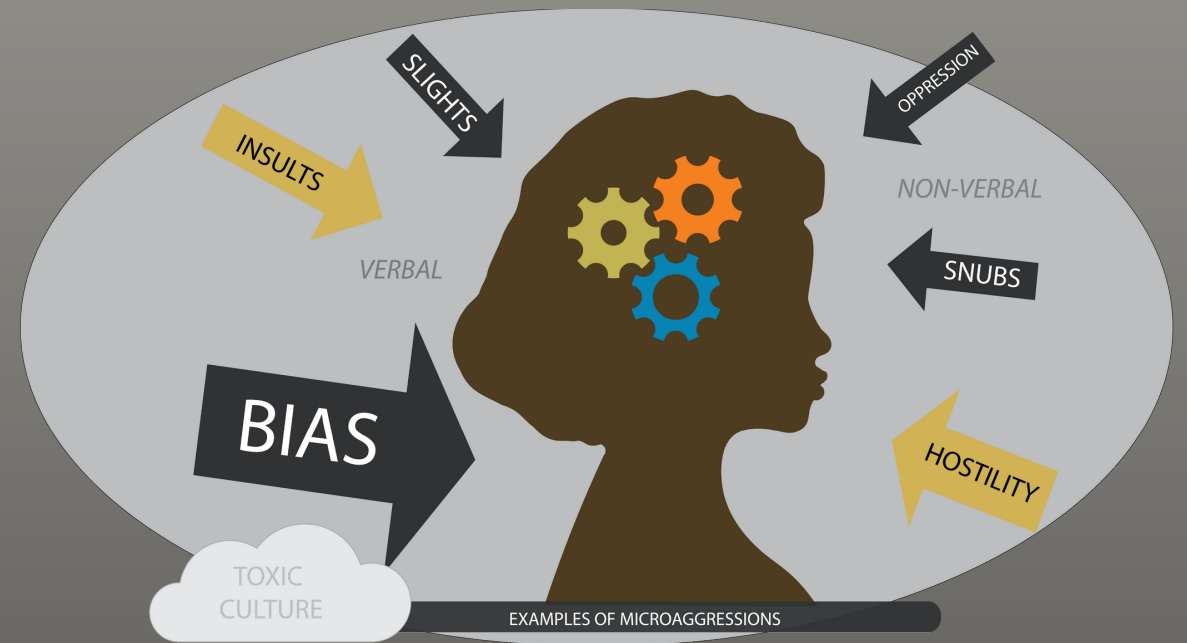 SLIGHTS
OPPRESSION
INSULTS
NON-VERBAL
VERBAL
SNUBS
BIAS
HOSTILITY
TOXIC
CULTURE
EXAMPLES OF MICROAGGRESSIONS